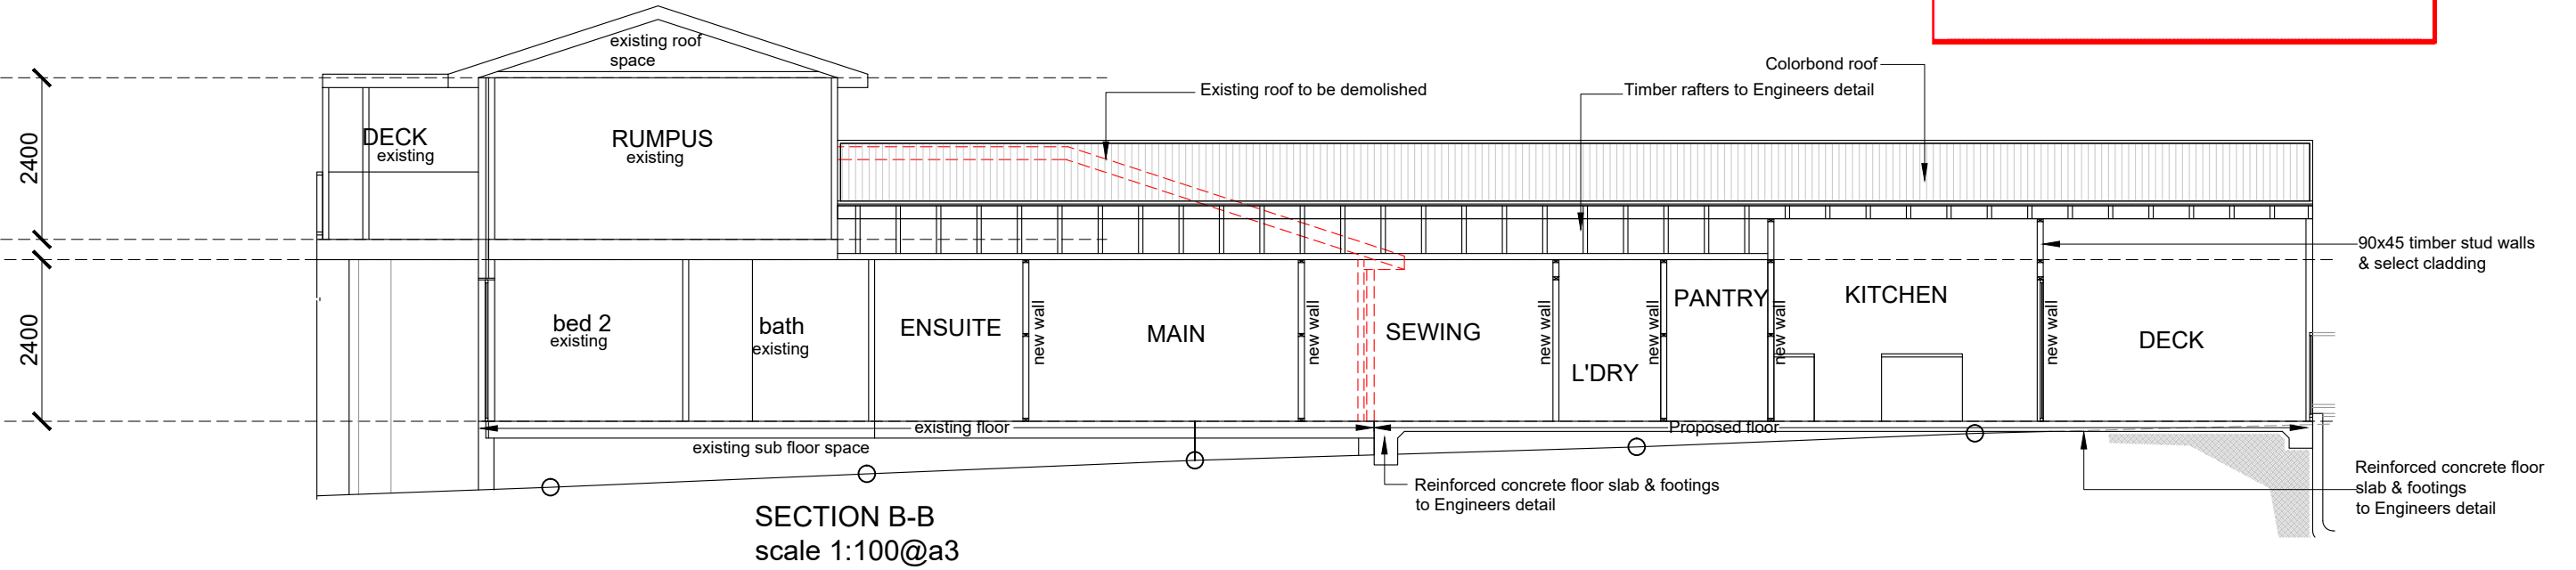 existing roof
space
Colorbond roof
Existing roof to be demolished
Timber rafters to Engineers detail
2400
DECK
existing
RUMPUS
existing
90x45 timber stud walls
& select cladding
2400
bed 2
existing
bath
existing
ENSUITE
new wall
MAIN
new wall
SEWING
new wall
L'DRY
PANTRY
new wall
KITCHEN
new wall
DECK
existing floor
Proposed floor
existing sub floor space
Reinforced concrete floor slab & footings
to Engineers detail
Reinforced concrete floor
slab & footings
to Engineers detail
SECTION B-B
scale 1:100@a3